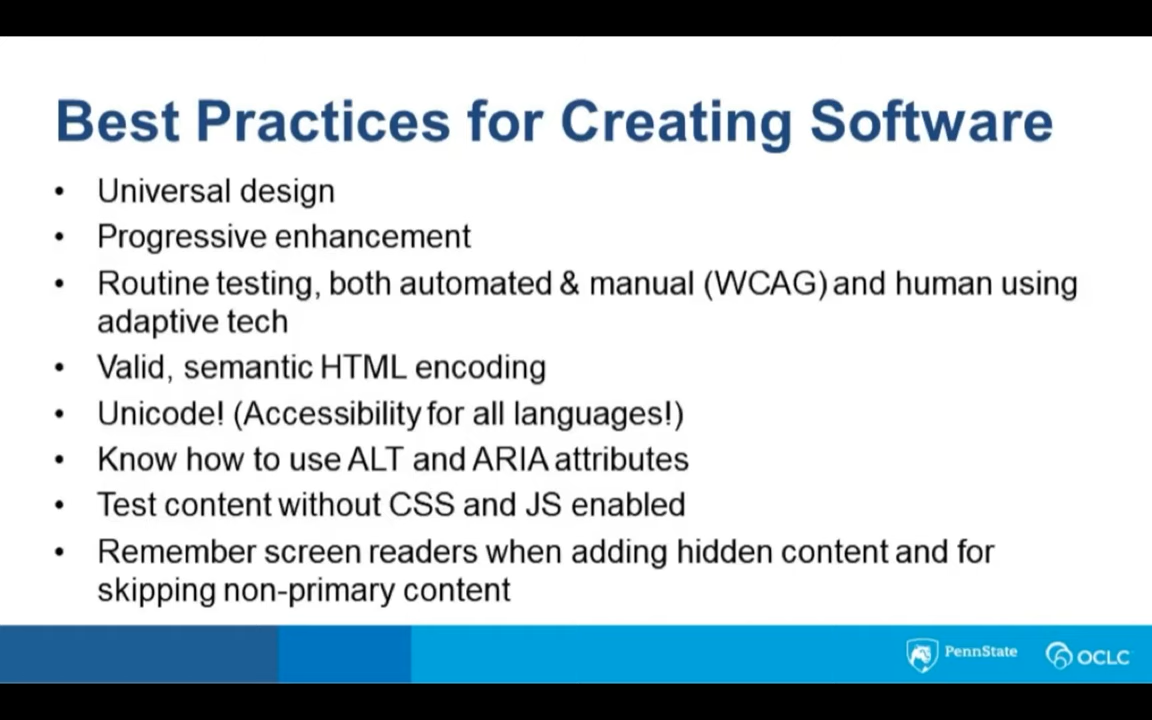 Best Practices for Creating Software
• Universal design
• Progressive enhancement
• Routine testing, both automated & manual (WCAG) and human using
adaptive tech
• Valid, semantic HTML encoding
• Unicode! (Accessibility for all languages!)
• Know how to use ALT and ARIA attributes
• Test content without CSS and JS enabled
• Remember screen readers when adding hidden content and for
skipping non-primary content
PennState OCLC